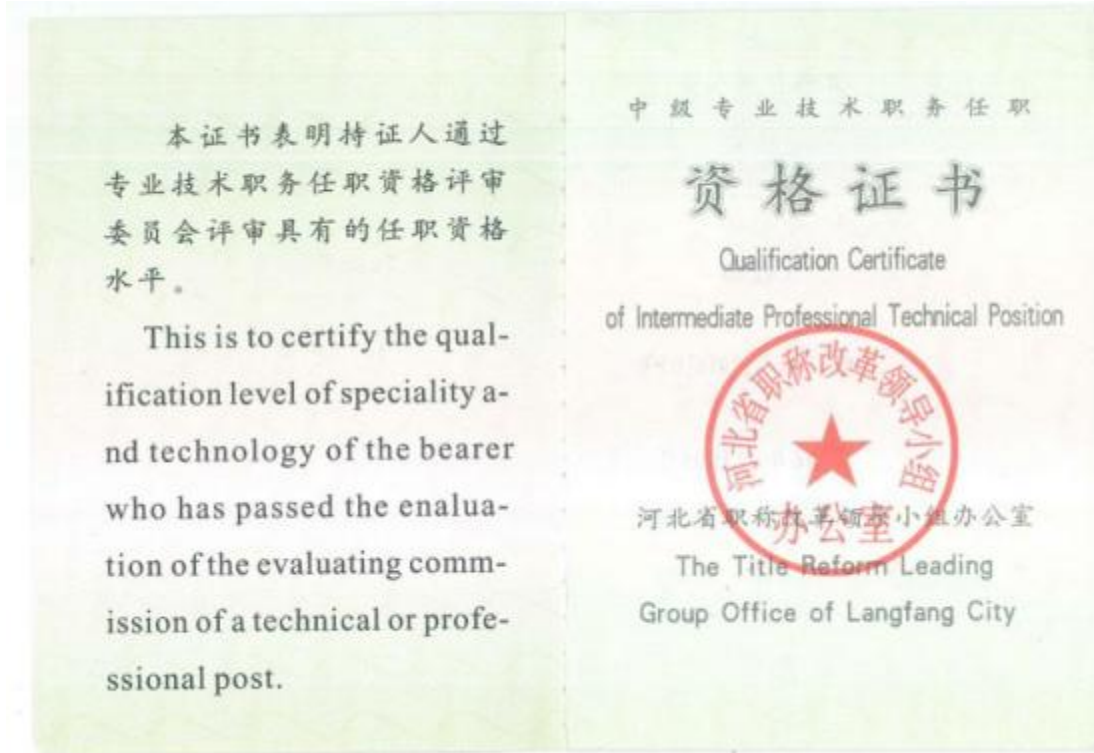 本证书表明持证人通过
专业技术职务任职资格评审
委员会评审具有的任职资格
水平。
This is to certify the qual-
ification level of speciality a-
nd technology of the bearer
who has passed the enalua-
tion of the evaluating comm-
ission of a technical or profe-
ssional post.
中级专业技术职务任职
资格证书
Qualification Certificate
of Intermediate Professional Technical Position
河北省职称改革领导小组
办公室
河北省职称改革领导小组办公室
The Title Reform Leading
Group Office of Langfang City